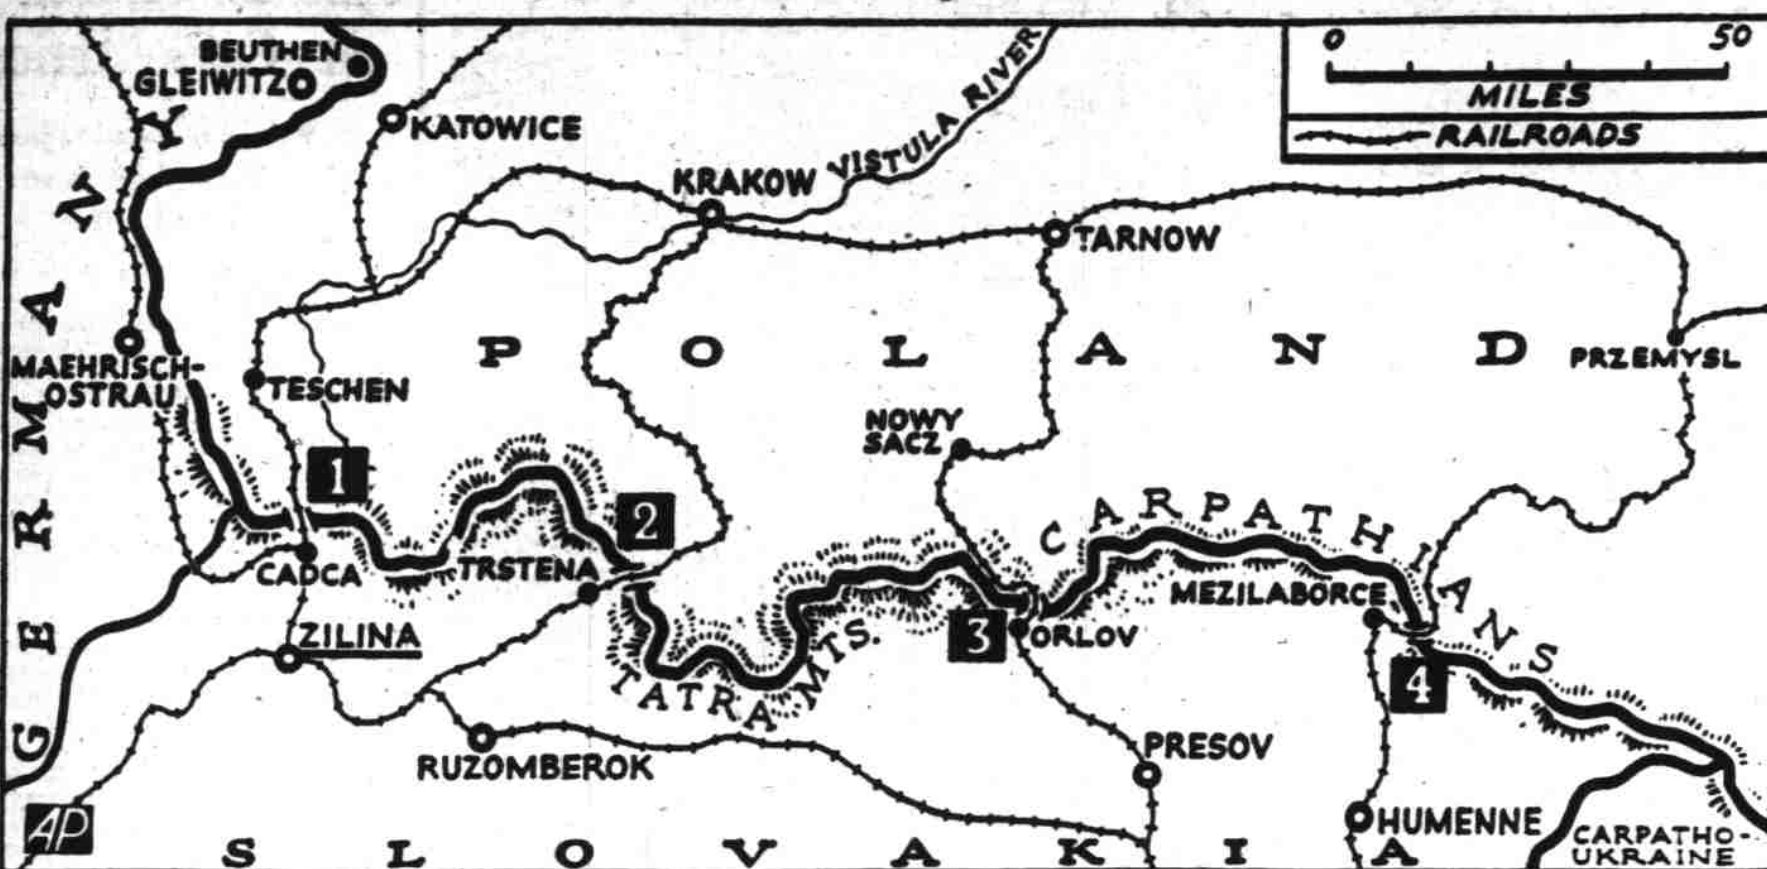 BEUTHEN
GLEIWITZ
KATOWICE
KRAKOW
VISTULA RIVER
0 50
MILES
RAILROADS
TARNOW
GERMANY
MAEHRISCH-
OSTRAU
TESCHEN
POLAND
PRZEMYSL
NOWY
SACZ
1
2
CARPATHIANS
CADCA
TRSTENA
MEZILABORCE
ZILINA
3
ORLOV
4
TATRA MTS.
RUZOMBEROK
PRESOV
HUMENNE
AP
SLOVAKIA
CARPATHO-
UKRAINE